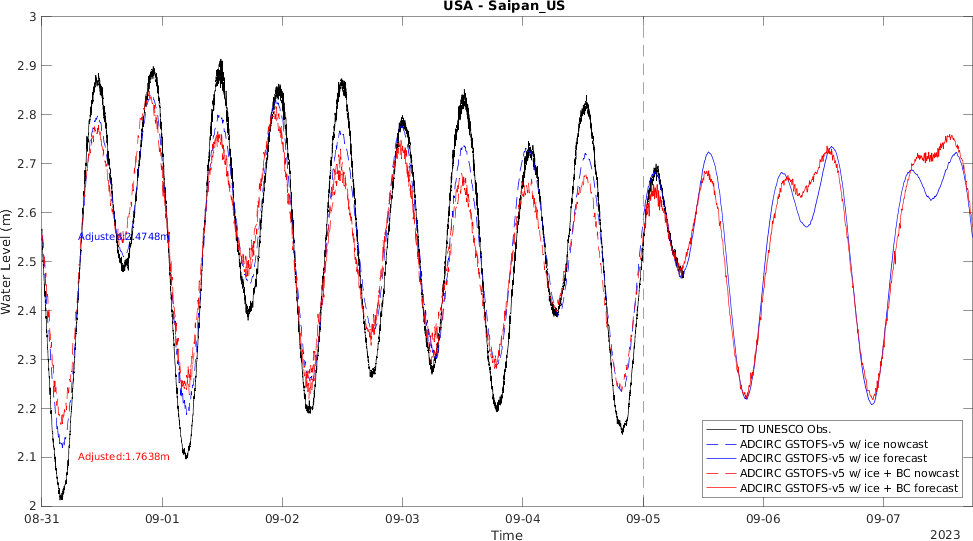 USA - Saipan_US
3
2.9
2.8
2.7
2.6
2.5
2.4
2.3
2.2
2.1
2
Water Level (m)
Adjusted:2.4748m
Adjusted:1.7638m
TD UNESCO Obs.
ADCIRC GSTOFS-v5 w/ ice nowcast
ADCIRC GSTOFS-v5 w/ ice forecast
ADCIRC GSTOFS-v5 w/ ice + BC nowcast
ADCIRC GSTOFS-v5 w/ ice + BC forecast
08-31 09-01 09-02 09-03 09-04 09-05 09-06 09-07
Time
2023